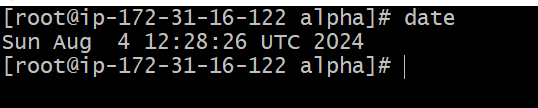 [root@ip-172-31-16-122 alpha]# date
Sun Aug  4 12:28:26 UTC 2024
[root@ip-172-31-16-122 alpha]#